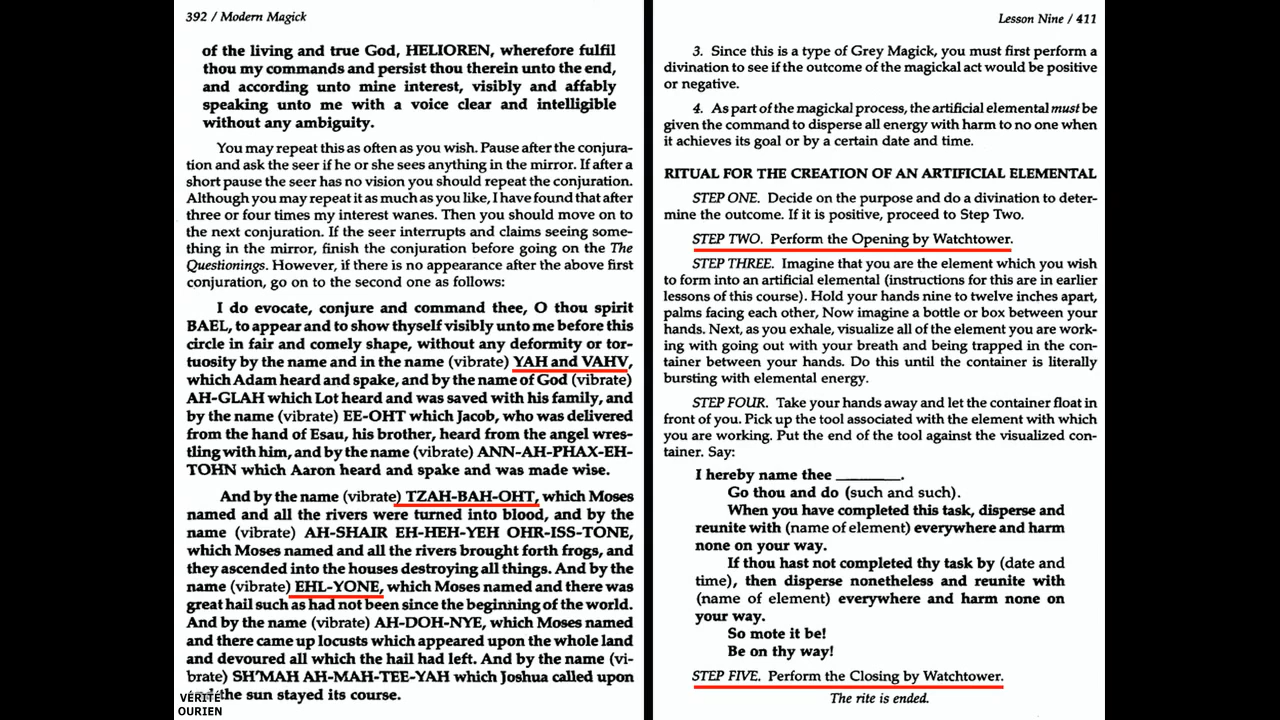 392 / Modern Magick
of the living and true God, HELIOREN, wherefore fulfil
thou my commands and persist thou therein unto the end,
and according unto mine interest, visibly and affably
speaking unto me with a voice clear and intelligible
without any ambiguity.
You may repeat this as often as you wish. Pause after the conjura-
tion and ask the seer if he or she sees anything in the mirror. If after a
short pause the seer has no vision you should repeat the conjuration.
Although you may repeat it as much as you like, I have found that after
three or four times my interest wanes. Then you should move on to
the next conjuration. If the seer interrupts and claims seeing some-
thing in the mirror, finish the conjuration before going on the The
Questionings. However, if there is no appearance after the above first
conjuration, go on to the second one as follows:
I do evocate, conjure and command thee, O thou spirit
BAEL, to appear and to show thyself visibly unto me before this
circle in fair and comely shape, without any deformity or tor-
tuosity by the name and in the name (vibrate) YAH and VAHV,
which Adam heard and spake, and by the name of God (vibrate)
AH-GLAH which Lot heard and was saved with his family, and
by the name (vibrate) EE-OHT which Jacob, who was delivered
from the hand of Esau, his brother, heard from the angel wres-
tling with him, and by the name (vibrate) ANN-AH-PHAX-EH-
TOHN which Aaron heard and spake and was made wise.
And by the name (vibrate) TZAH-BAH-OHT, which Moses
named and all the rivers were turned into blood, and by the
name (vibrate) AH-SHAIR EH-HEH-YEH OHR-ISS-TONE,
which Moses named and all the rivers brought forth frogs, and
they ascended into the houses destroying all things. And by the
name (vibrate) EHL-YONE, which Moses named and there was
great hail such as had not been since the beginning of the world.
And by the name (vibrate) AH-DOH-NYE, which Moses named
and there came up locusts which appeared upon the whole land
and devoured all which the hail had left. And by the name (vi-
brate) SH'MAH AH-MAH-TEE-YAH which Joshua called upon
the sun stayed its course.
VÉRITÉ
OURIEN
Lesson Nine / 411
3. Since this is a type of Grey Magick, you must first perform a
divination to see if the outcome of the magickal act would be positive
or negative.
4. As part of the magickal process, the artificial elemental must be
given the command to disperse all energy with harm to no one when
it achieves its goal or by a certain date and time.
RITUAL FOR THE CREATION OF AN ARTIFICIAL ELEMENTAL
STEP ONE. Decide on the purpose and do a divination to deter-
mine the outcome. If it is positive, proceed to Step Two.
STEP TWO. Perform the Opening by Watchtower.
STEP THREE. Imagine that you are the element which you wish
to form into an artificial elemental (instructions for this are in earlier
lessons of this course). Hold your hands nine to twelve inches apart,
palms facing each other, Now imagine a bottle or box between your
hands. Next, as you exhale, visualize all of the element you are work-
ing with going out with your breath and being trapped in the con-
tainer between your hands. Do this until the container is literally
bursting with elemental energy.
STEP FOUR. Take your hands away and let the container float in
front of you. Pick up the tool associated with the element with which
you are working. Put the end of the tool against the visualized con-
tainer. Say:
I hereby name thee ________.
Go thou and do (such and such).
When you have completed this task, disperse and
reunite with (name of element) everywhere and harm
none on your way.
If thou hast not completed thy task by (date and
time), then disperse nonetheless and reunite with
(name of element) everywhere and harm none on
your way.
So mote it be!
Be on thy way!
STEP FIVE. Perform the Closing by Watchtower.
The rite is ended.